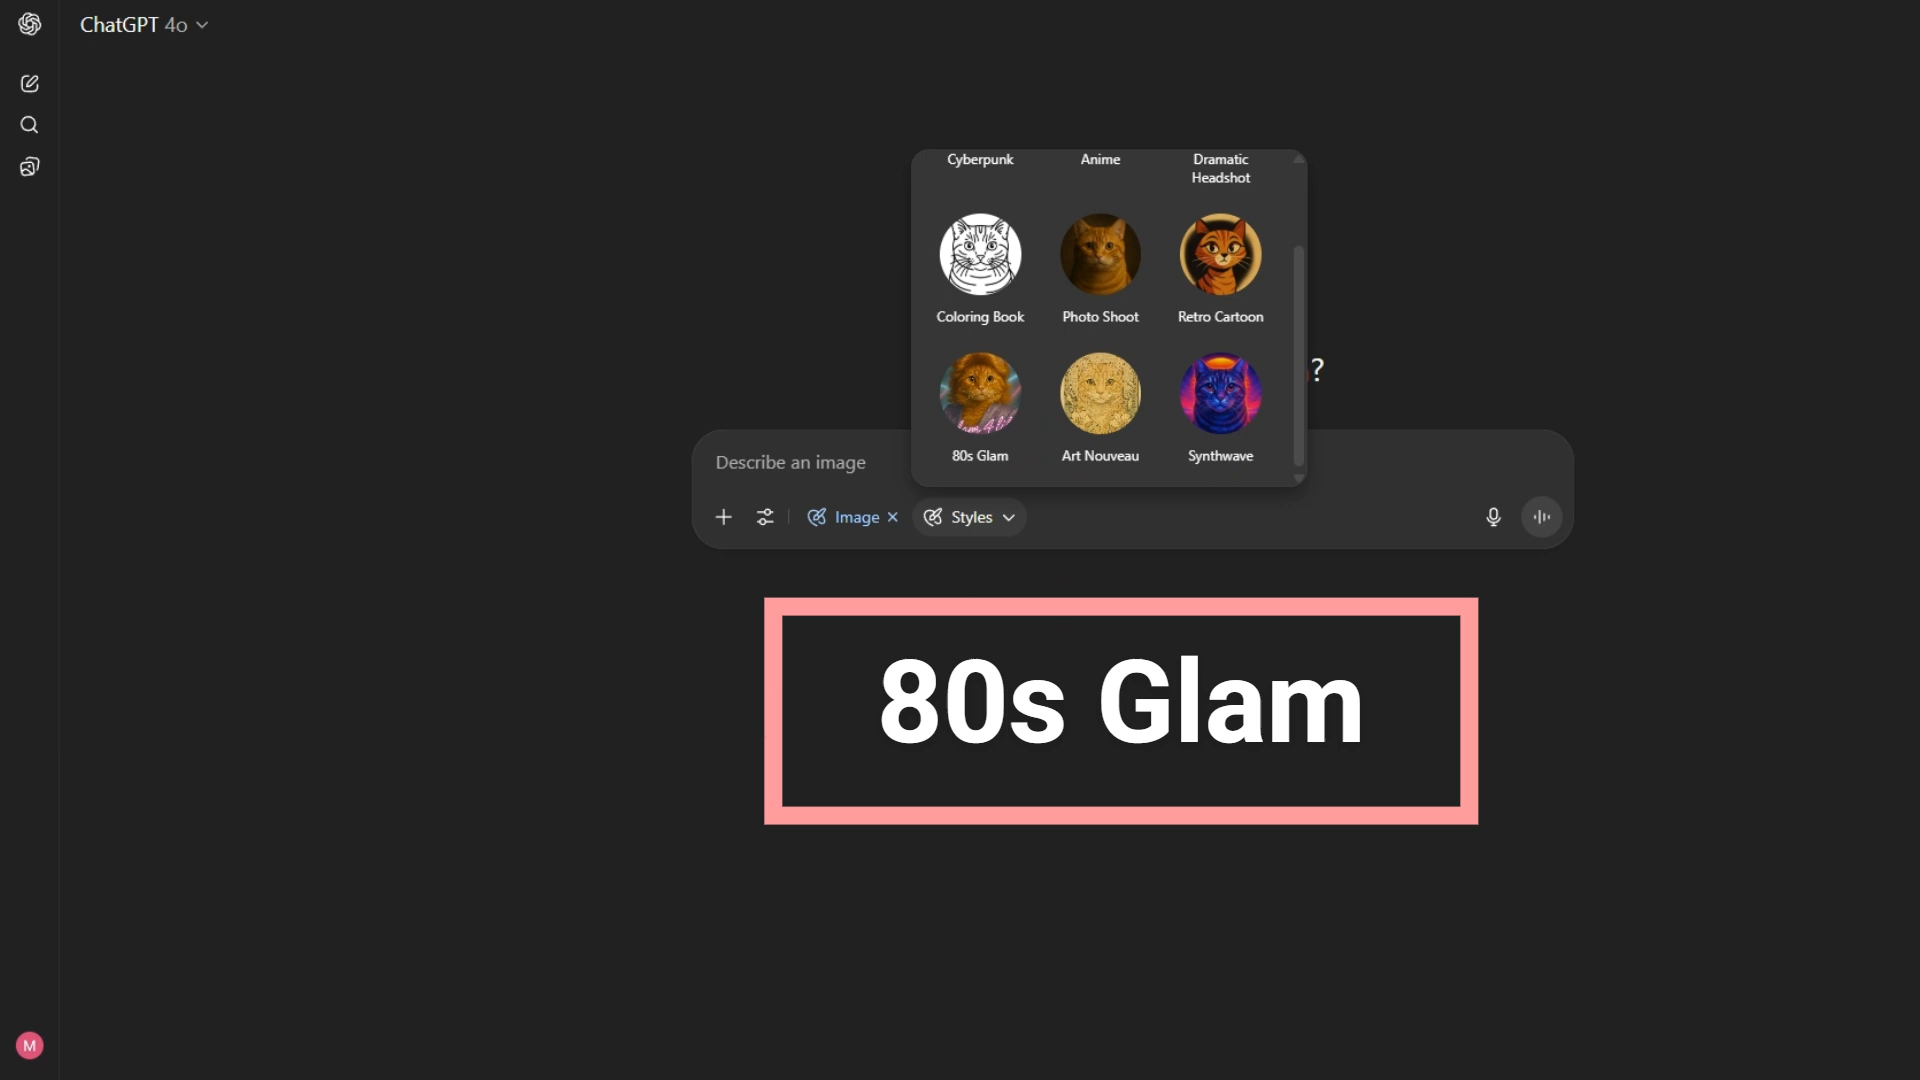 ChatGPT 4o
Cyberpunk Anime Dramatic Headshot
Coloring Book Photo Shoot Retro Cartoon
80s Glam Art Nouveau Synthwave
?
Describe an image
Image Styles
80s Glam
M